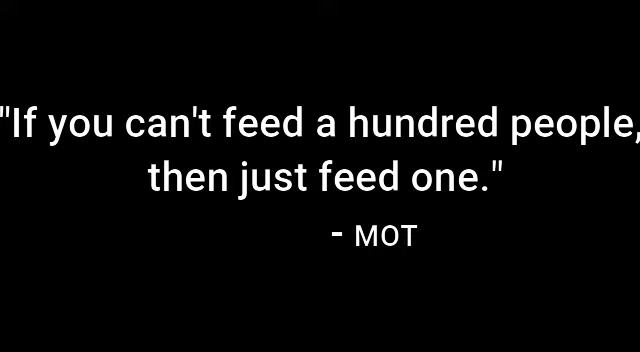 "If you can't feed a hundred people,
then just feed one."
- MOT